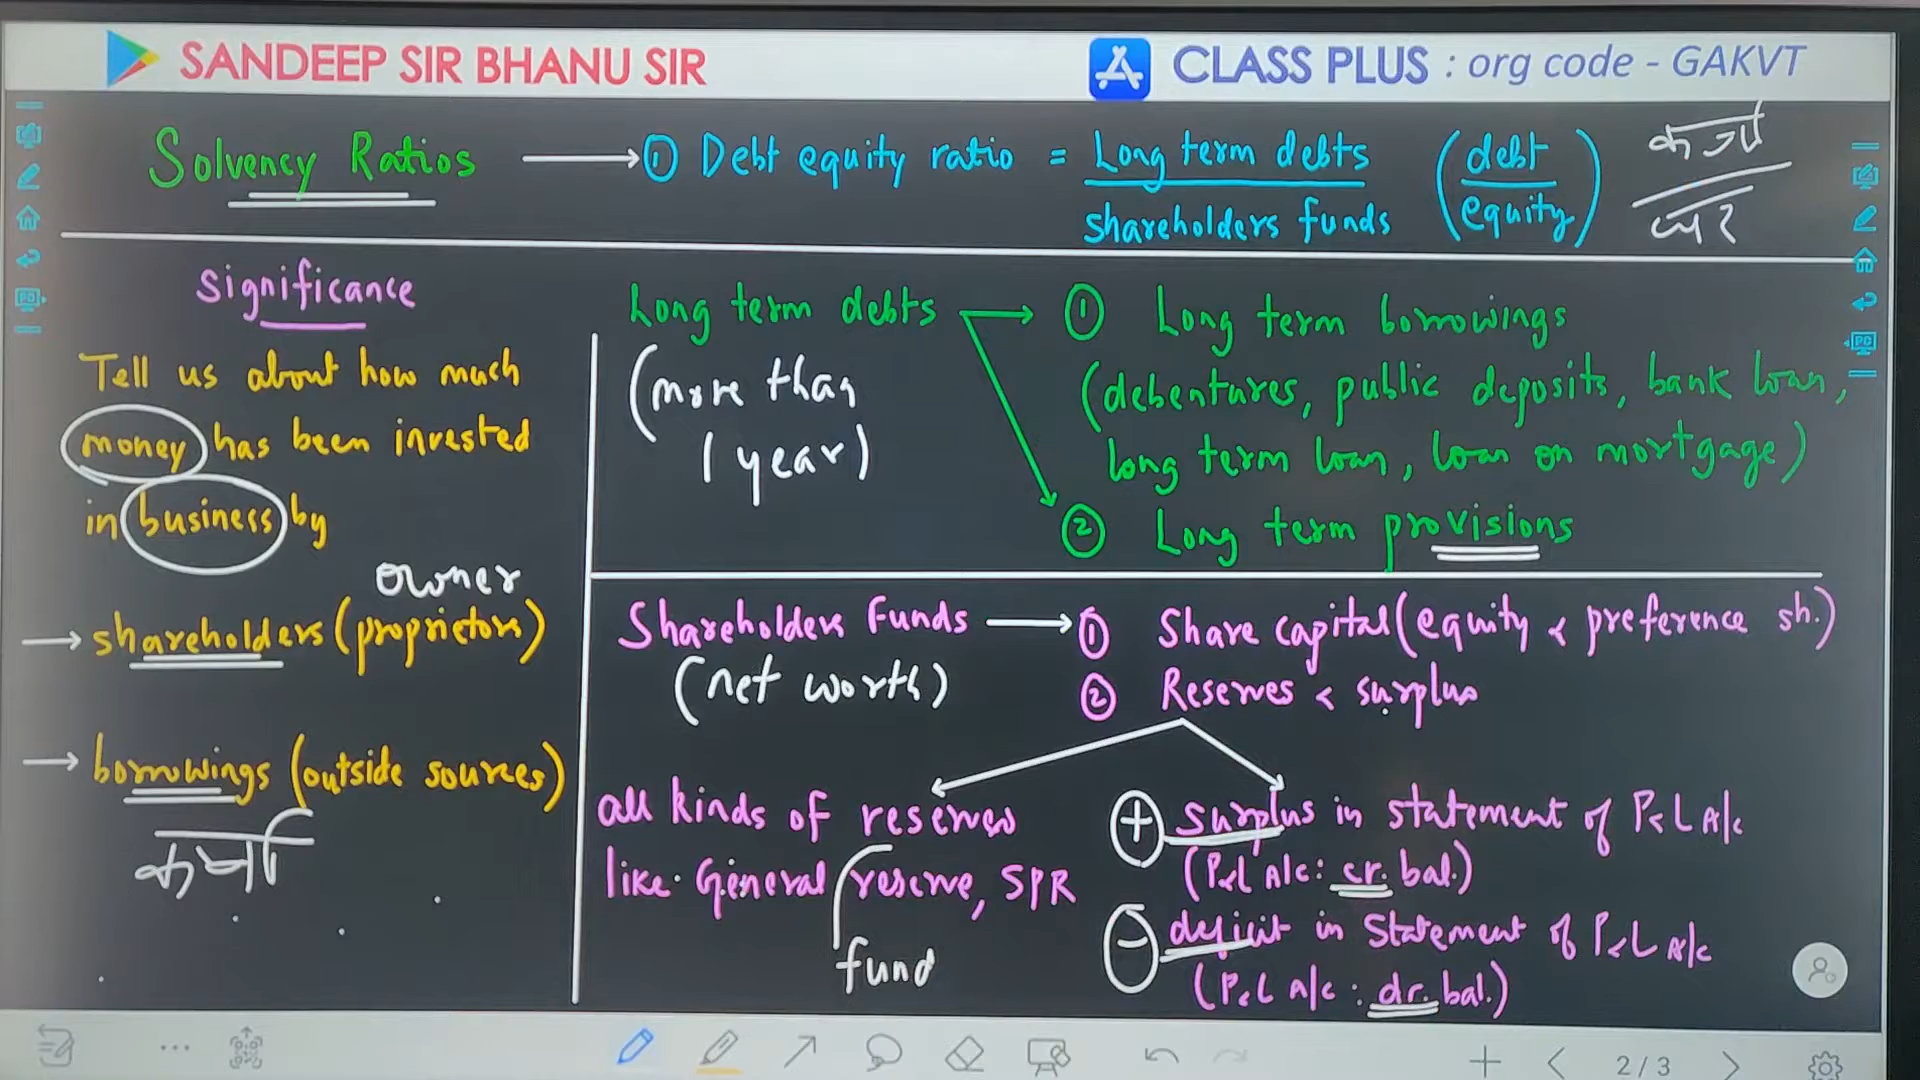 SANDEEP SIR BHANU SIR
CLASS PLUS : org code - GAKVT
Solvency Ratios → ① Debt equity ratio = Long term debts / shareholders funds (debt / equity)
Significance
Tell us about how much
money has been invested
in business by
owner
→ shareholders (proprietors)
→ borrowings (outside sources)
कर्जा
Long term debts
(more than
1 year)
① Long term borrowings
(debentures, public deposits, bank loan,
long term loan, loan on mortgage)
② Long term provisions
Shareholders Funds → ① Share capital (equity & preference sh.)
(net worth)
② Reserves & surplus
all kinds of reserves
like General reserve, SPR
fund
+ surplus in statement of P&L A/c
(P&L A/c : cr. bal.)
− deficit in statement of P&L A/c
(P&L A/c : dr. bal.)
2/3